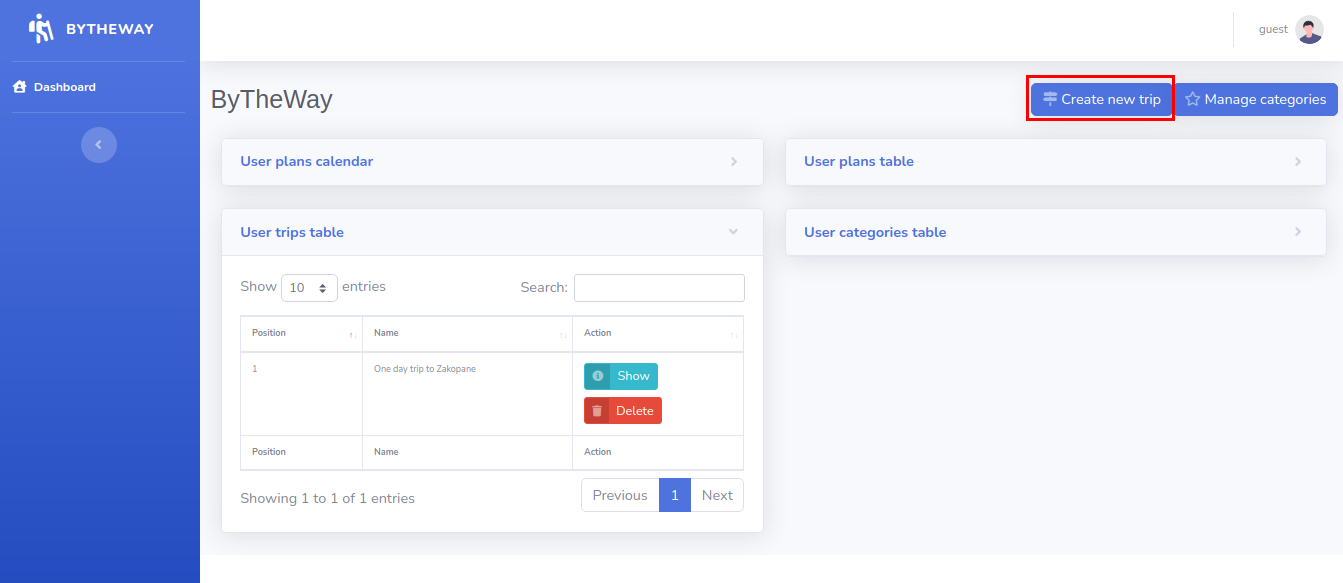 BYTHEWAY
guest
Dashboard
ByTheWay
Create new trip
Manage categories
User plans calendar
User plans table
User trips table
User categories table
Show 10 entries
Search:
Position Name Action
1 One day trip to Zakopane Show
Delete
Position Name Action
Showing 1 to 1 of 1 entries
Previous 1 Next